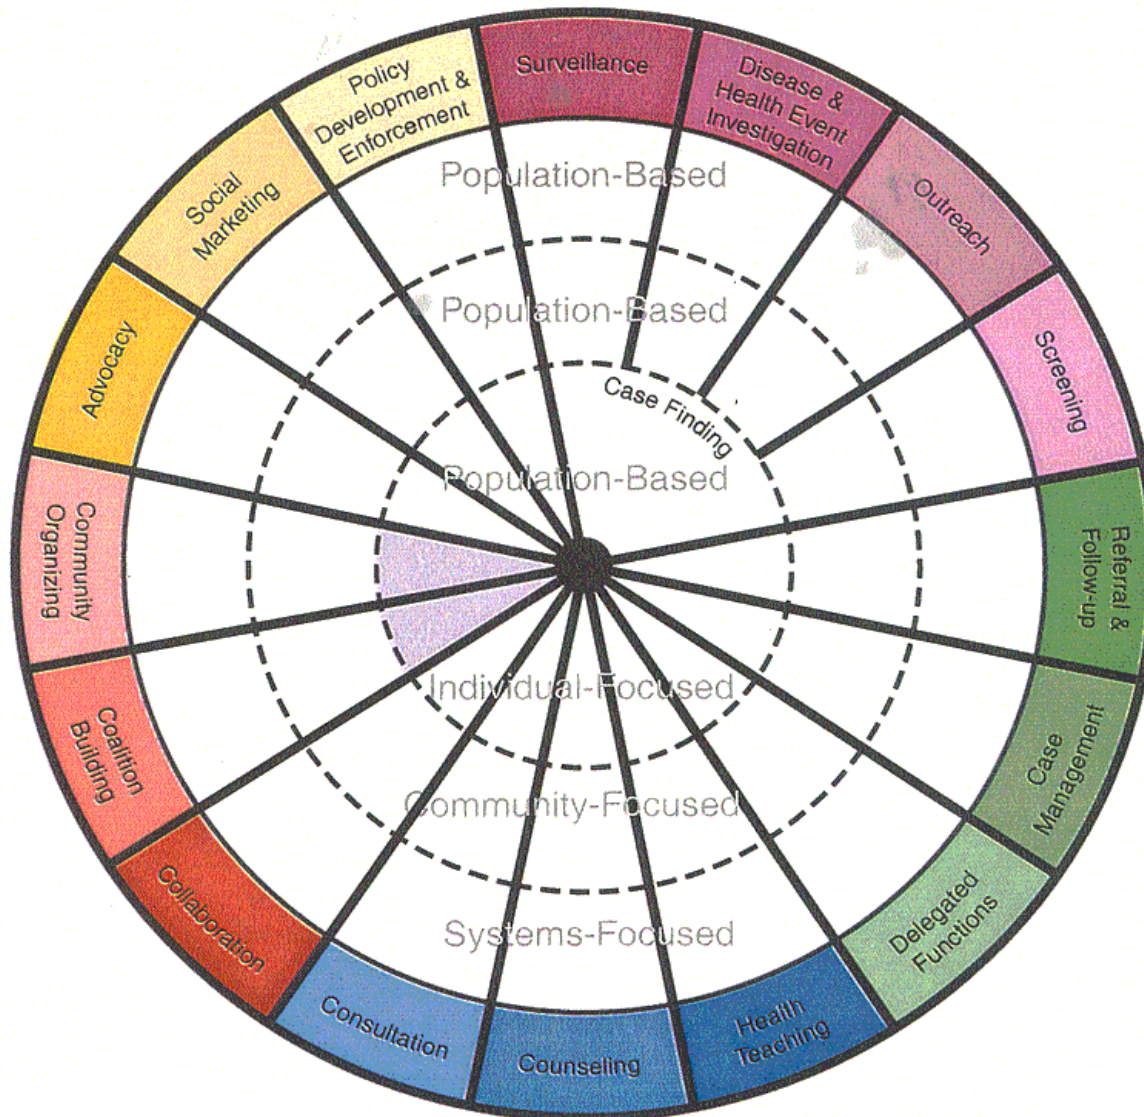 Surveillance
Disease &
Health Event
Investigation
Outreach
Screening
Referral &
Follow-up
Case
Management
Delegated
Functions
Health
Teaching
Counseling
Consultation
Collaboration
Coalition
Building
Community
Organizing
Advocacy
Social
Marketing
Policy
Development &
Enforcement
Population-Based
Population-Based
Case Finding
Population-Based
Individual-Focused
Community-Focused
Systems-Focused